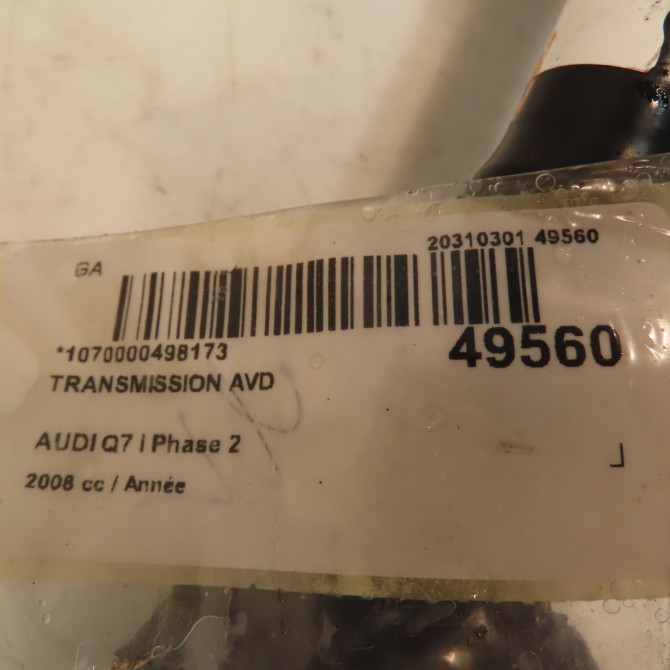 GA
20310301 49560
*1070000498173
49560
TRANSMISSION AVD
AUDI Q7 I Phase 2
2008 cc / Année